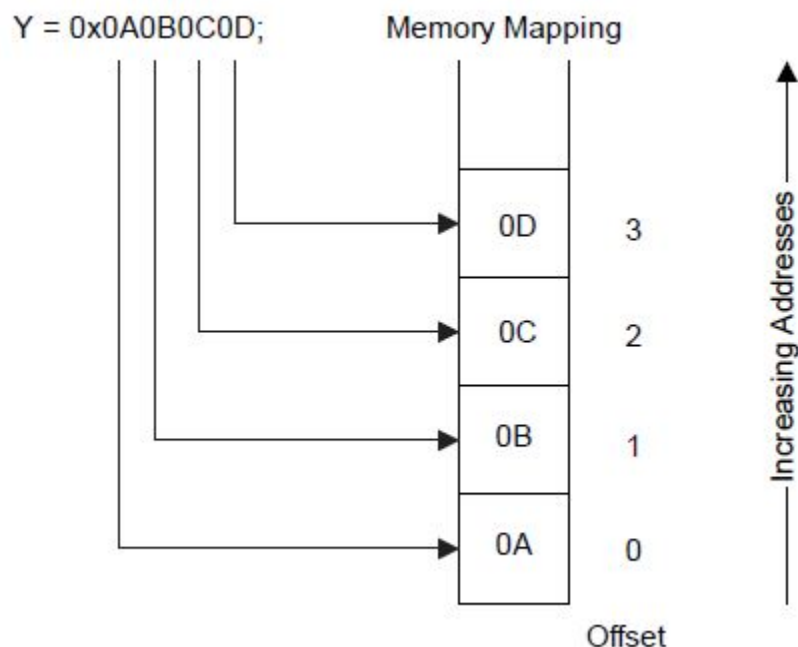 Y = 0x0A0B0C0D;
Memory Mapping
0D
3
0C
2
0B
1
0A
0
Increasing Addresses
Offset